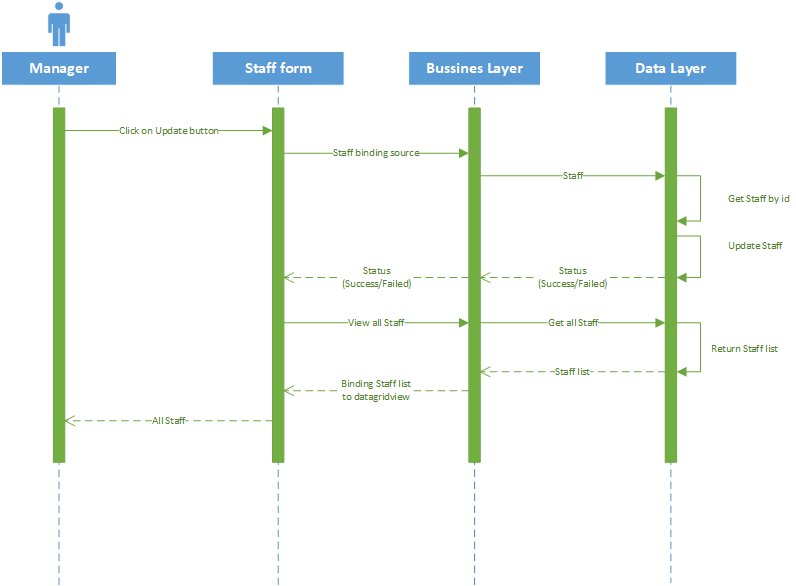 Manager
Staff form
Bussines Layer
Data Layer
Click on Update button
Staff binding source
Staff
Get Staff by id
Update Staff
Status
(Success/Failed)
Status
(Success/Failed)
View all Staff
Get all Staff
Return Staff list
Staff list
Binding Staff list
to datagridview
All Staff